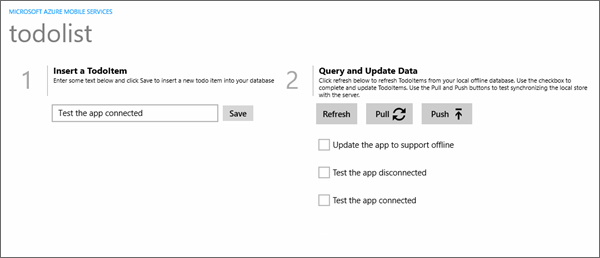 MICROSOFT AZURE MOBILE SERVICES
todolist
1
Insert a TodoItem
Enter some text below and click Save to insert a new todo item into your database
Test the app connected
Save
2
Query and Update Data
Click refresh below to refresh TodoItems from your local offline database. Use the checkbox
to complete and update TodoItems. Use the Pull and Push buttons to test synchronizing the local store
with the server.
Refresh
Pull
Push
Update the app to support offline
Test the app disconnected
Test the app connected